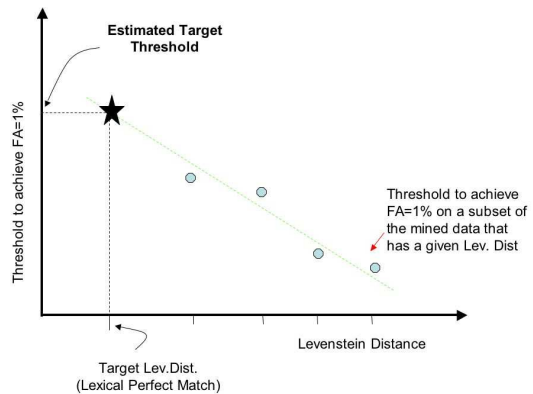 Estimated Target
Threshold
Threshold to achieve FA=1%
Threshold to achieve
FA=1% on a subset of
the mined data that
has a given Lev. Dist
Levenstein Distance
Target Lev.Dist.
(Lexical Perfect Match)